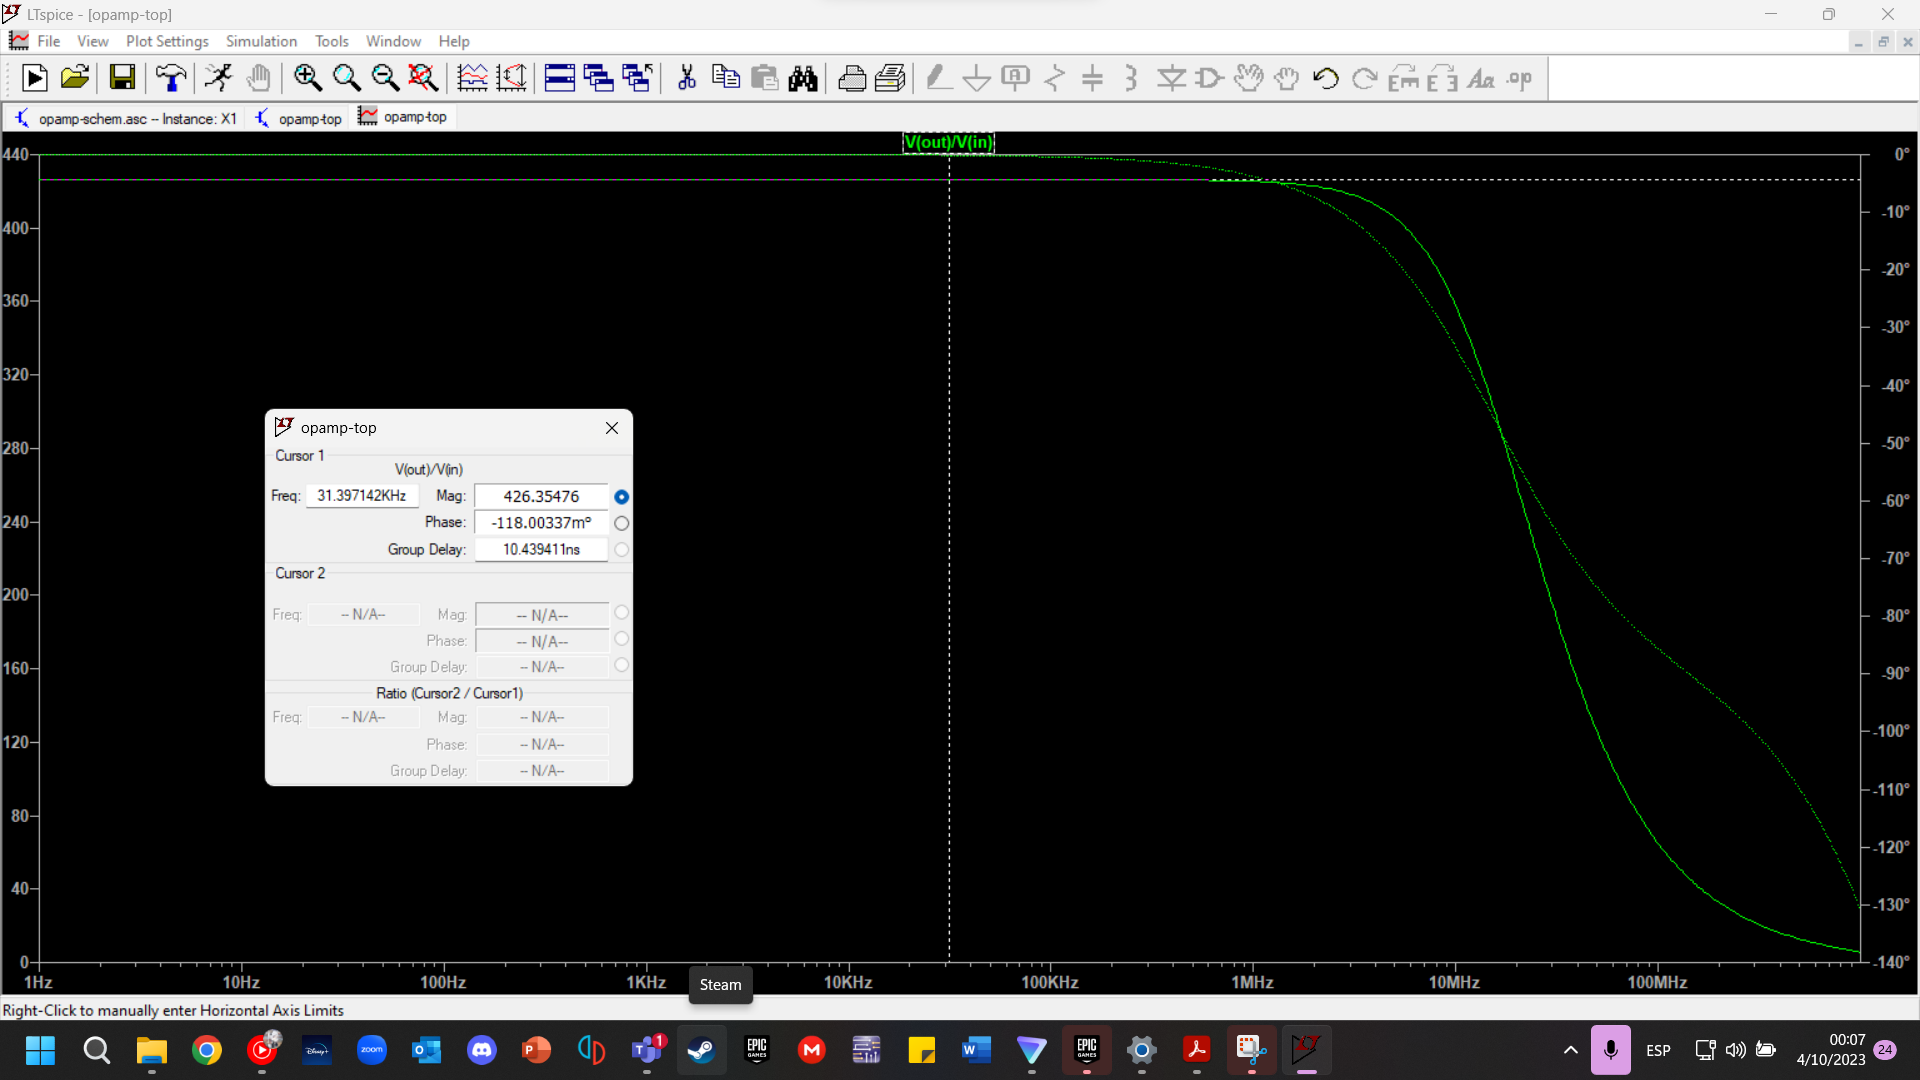 LTspice - [opamp-top]
File View Plot Settings Simulation Tools Window Help
opamp-schem.asc -- Instance: X1 opamp-top opamp-top
V(out)/V(in)
440
400
360
320
280
240
200
160
120
80
40
0
0°
-10°
-20°
-30°
-40°
-50°
-60°
-70°
-80°
-90°
-100°
-110°
-120°
-130°
-140°
opamp-top
Cursor 1
V(out)/V(in)
Freq: 31.397142KHz Mag: 426.35476
Phase: -118.00337m°
Group Delay: 10.439411ns
Cursor 2
Freq: -- N/A-- Mag: -- N/A--
Phase: -- N/A--
Group Delay: -- N/A--
Ratio (Cursor2 / Cursor1)
Freq: -- N/A-- Mag: -- N/A--
Phase: -- N/A--
Group Delay: -- N/A--
1Hz 10Hz 100Hz 1KHz 10KHz 100KHz 1MHz 10MHz 100MHz
Steam
Right-Click to manually enter Horizontal Axis Limits
ESP
00:07
4/10/2023
24